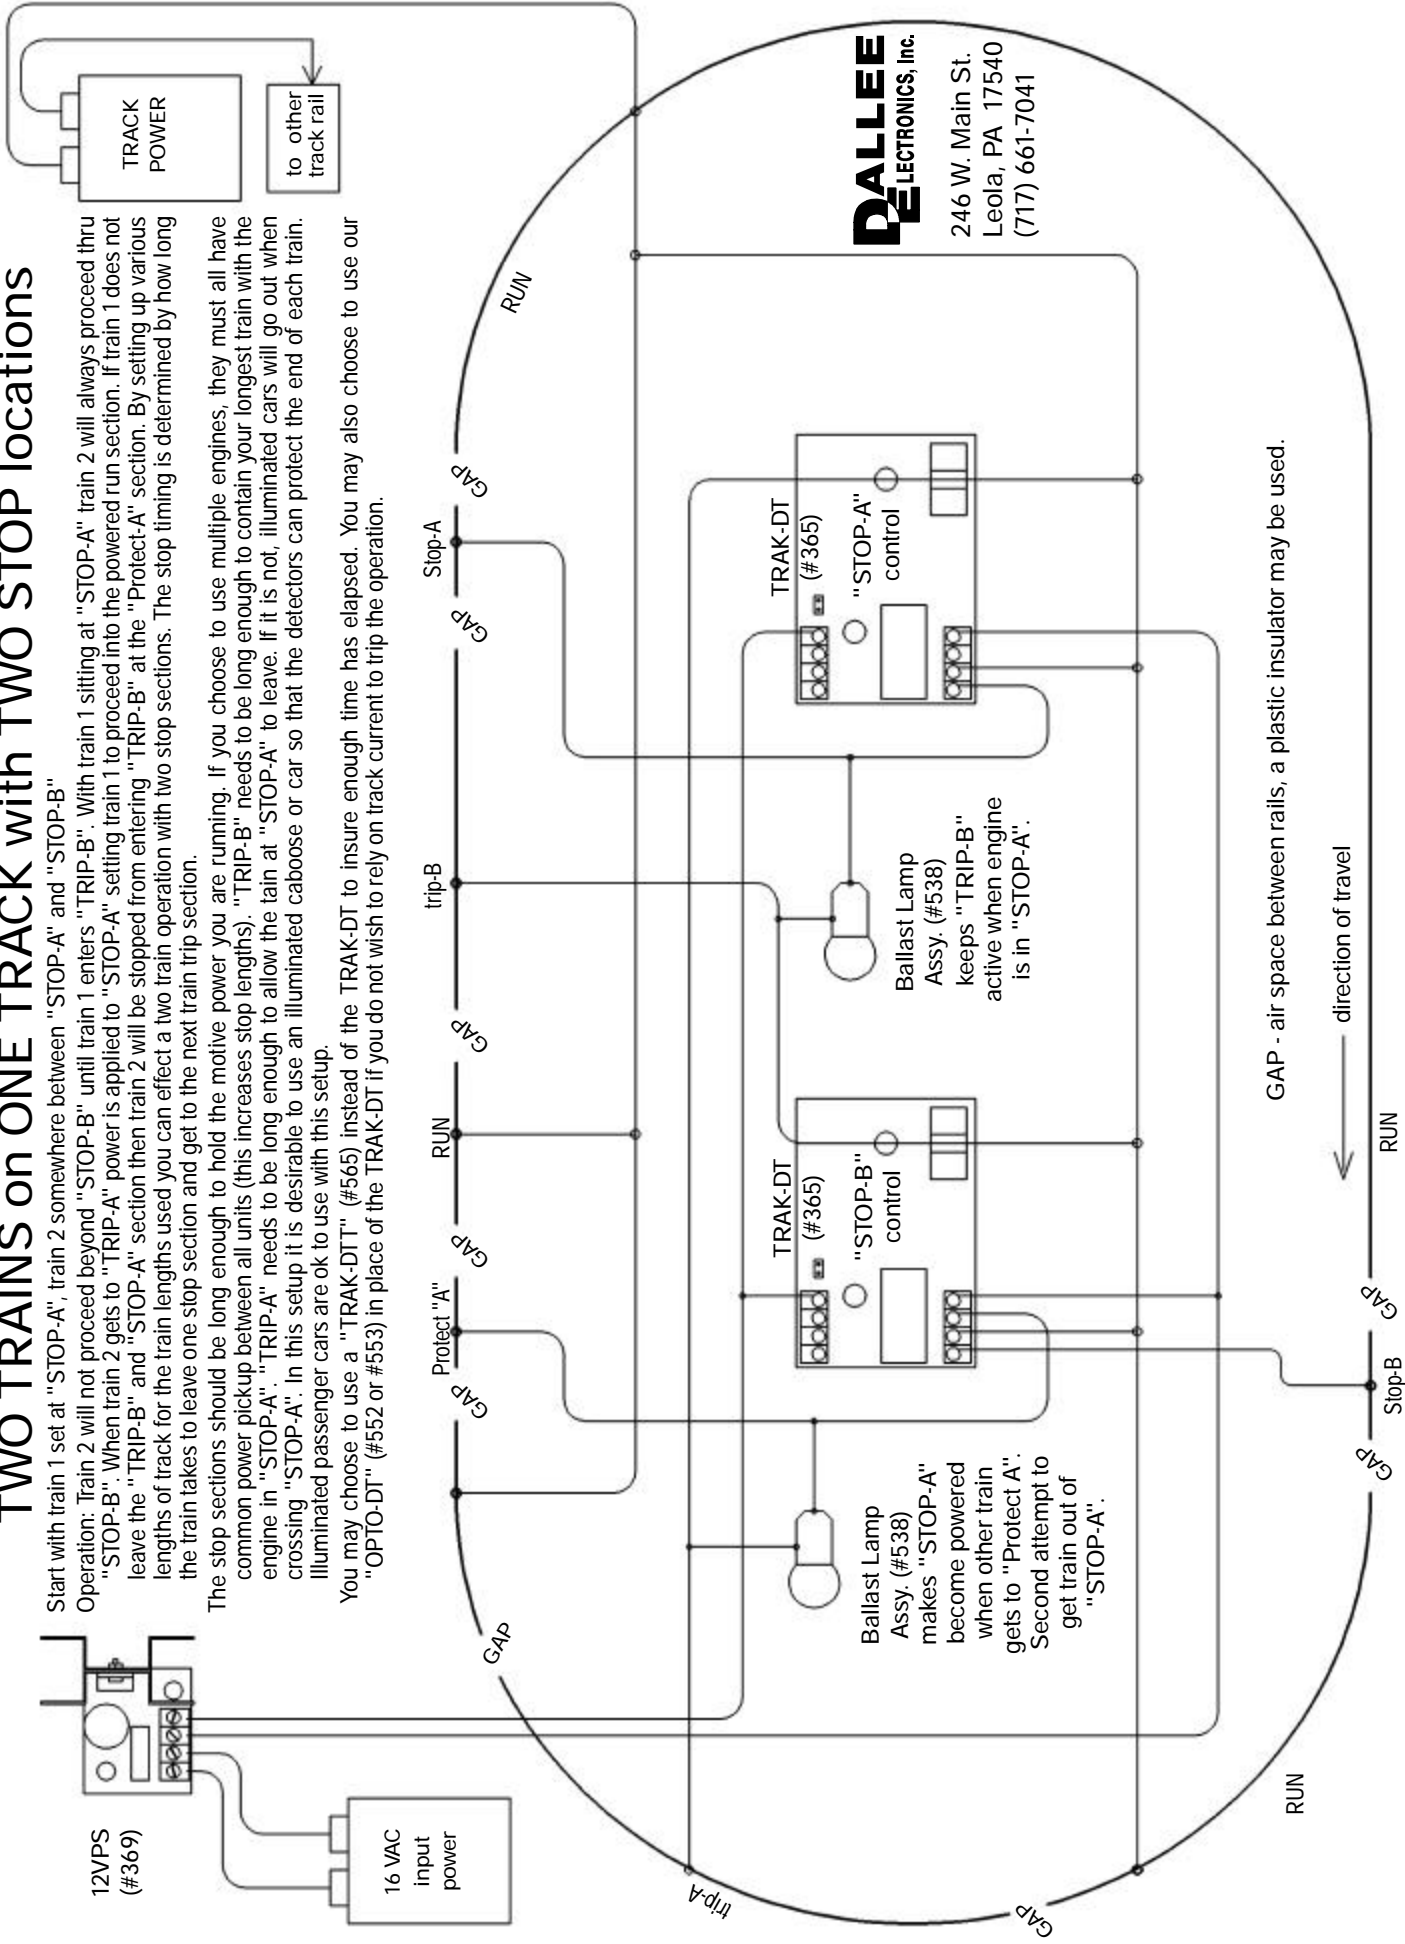 TWO TRAINS on ONE TRACK with TWO STOP locations
Start with train 1 set at "STOP-A", train 2 somewhere between "STOP-A" and "STOP-B"
Operation: Train 2 will not proceed beyond "STOP-B" until train 1 enters "TRIP-B". With train 1 sitting at "STOP-A" train 2 will always proceed thru
"STOP-B". When train 2 gets to "TRIP-A" power is applied to "STOP-A" setting train 1 to proceed into the powered run section. If train 1 does not
leave the "TRIP-B" and "STOP-A" section then train 2 will be stopped from entering "TRIP-B" at the "Protect-A" section. By setting up various
lengths of track for the train lengths used you can effect a two train operation with two stop sections. The stop timing is determined by how long
the train takes to leave one stop section and get to the next train trip section.
The stop sections should be long enough to hold the motive power you are running. If you choose to use multiple engines, they must all have
common power pickup between all units (this increases stop lengths). "TRIP-B" needs to be long enough to contain your longest train with the
engine in "STOP-A". "TRIP-A" needs to be long enough to allow the tain at "STOP-A" to leave. If it is not, illuminated cars will go out when
crossing "STOP-A". In this setup it is desirable to use an illuminated caboose or car so that the detectors can protect the end of each train.
Illuminated passenger cars are ok to use with this setup.
You may choose to use a "TRAK-DTT" (#565) instead of the TRAK-DT to insure enough time has elapsed. You may also choose to use our
"OPTO-DT" (#552 or #553) in place of the TRAK-DT if you do not wish to rely on track current to trip the operation.
12VPS
(#369)
16 VAC
input
power
TRACK
POWER
to other
track rail
GAP
GAP
Protect "A"
GAP
RUN
GAP
trip-B
GAP
Stop-A
GAP
RUN
trip-A
TRAK-DT
(#365)
"STOP-B"
control
TRAK-DT
(#365)
"STOP-A"
control
Ballast Lamp
Assy. (#538)
makes "STOP-A"
become powered
when other train
gets to "Protect A".
Second attempt to
get train out of
"STOP-A".
Ballast Lamp
Assy. (#538)
keeps "TRIP-B"
active when engine
is in "STOP-A".
DALLEE
ELECTRONICS, Inc.
246 W. Main St.
Leola, PA 17540
(717) 661-7041
GAP - air space between rails, a plastic insulator may be used.
direction of travel
GAP
RUN
GAP
Stop-B
GAP
RUN